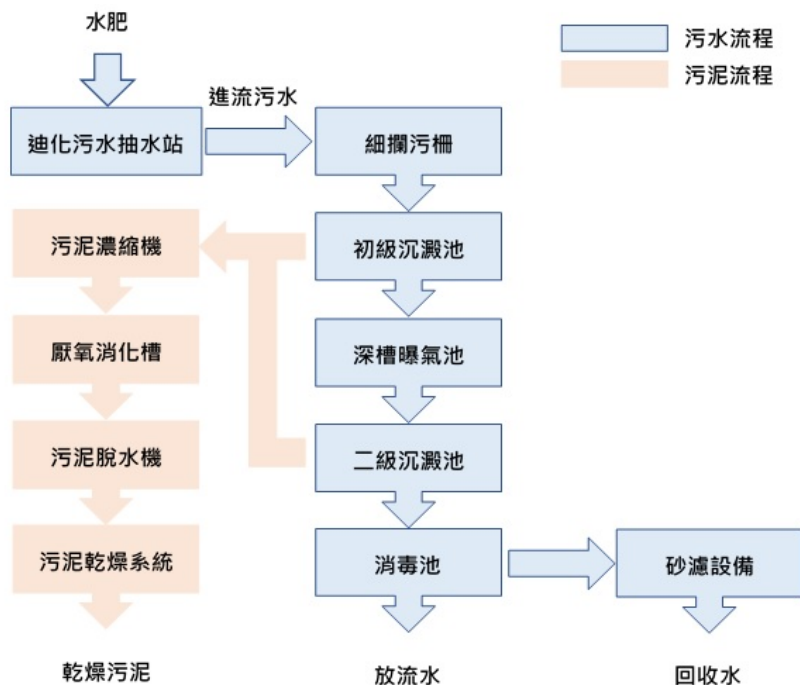 水肥
污水流程
污泥流程
進流污水
迪化污水抽水站
細攔污柵
污泥濃縮機
初級沉澱池
厭氧消化槽
深槽曝氣池
污泥脫水機
二級沉澱池
污泥乾燥系統
消毒池
砂濾設備
乾燥污泥
放流水
回收水